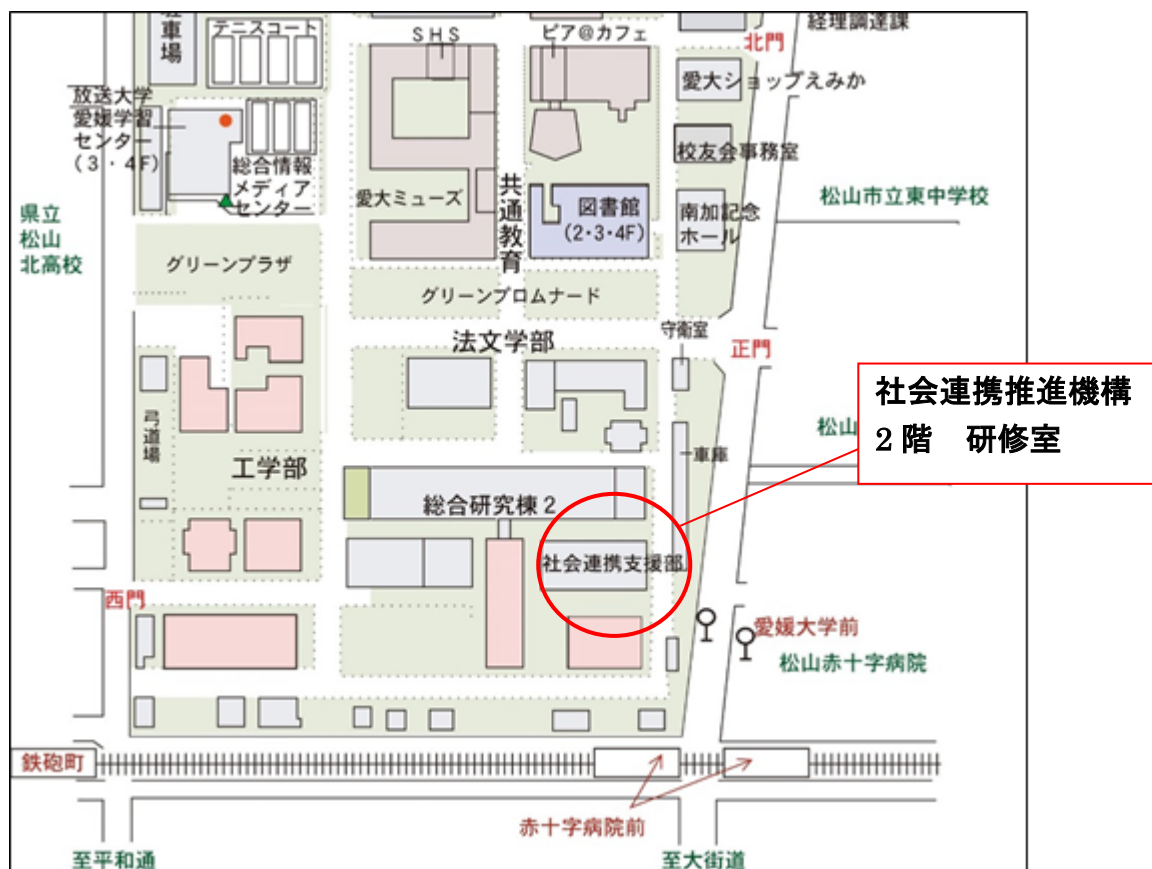 駐車場
テニスコート
SHS
ピア@カフェ
経理調達課
北門
愛大ショップえみか
放送大学
愛媛学習
センター
(3・4F)
総合情報
メディア
センター
愛大ミューズ
共通教育
図書館
(2・3・4F)
校友会事務室
南加記念
ホール
松山市立東中学校
県立
松山
北高校
グリーンプラザ
グリーンプロムナード
守衛室
法文学部
正門
社会連携推進機構
2階 研修室
松山
弓道場
工学部
車庫
総合研究棟2
社会連携支援部
西門
愛媛大学前
松山赤十字病院
鉄砲町
赤十字病院前
至平和通
至大街道